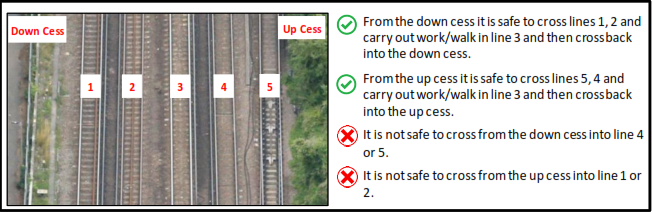 Down Cess
Up Cess
1
2
3
4
5
From the down cess it is safe to cross lines 1, 2 and
carry out work/walk in line 3 and then cross back
into the down cess.
From the up cess it is safe to cross lines 5, 4 and
carry out work/walk in line 3 and then cross back
into the up cess.
It is not safe to cross from the down cess into line 4
or 5.
It is not safe to cross from the up cess into line 1 or
2.